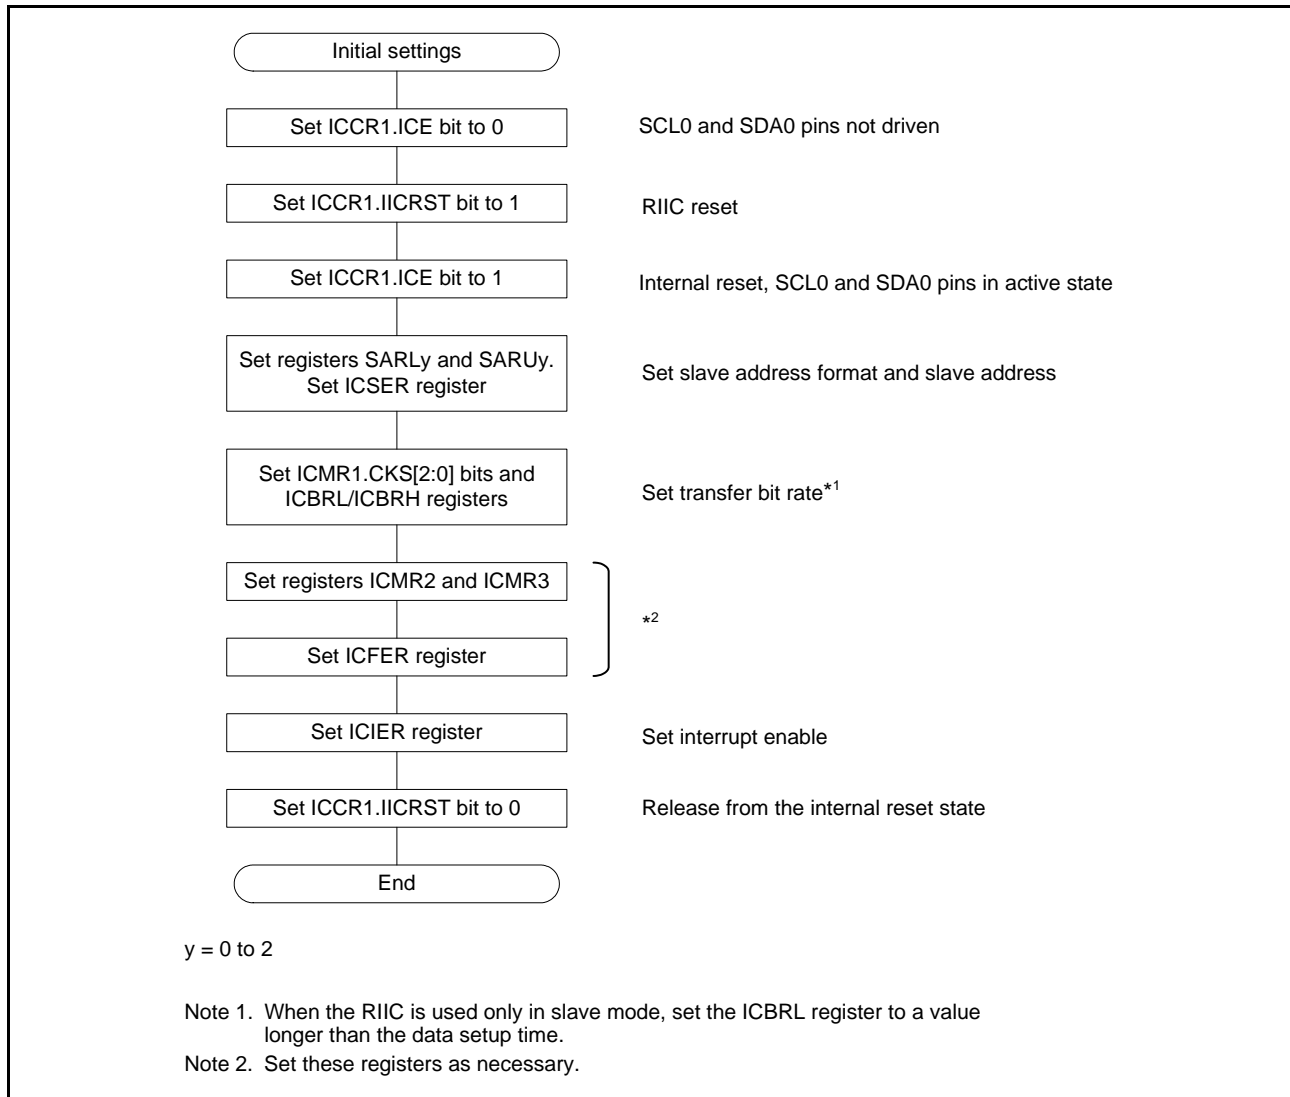 Initial settings
Set ICCR1.ICE bit to 0
SCL0 and SDA0 pins not driven
Set ICCR1.IICRST bit to 1
RIIC reset
Set ICCR1.ICE bit to 1
Internal reset, SCL0 and SDA0 pins in active state
Set registers SARLy and SARUy.
Set ICSER register
Set slave address format and slave address
Set ICMR1.CKS[2:0] bits and
ICBRL/ICBRH registers
Set transfer bit rate*1
Set registers ICMR2 and ICMR3
*2
Set ICFER register
Set ICIER register
Set interrupt enable
Set ICCR1.IICRST bit to 0
Release from the internal reset state
End
y = 0 to 2
Note 1. When the RIIC is used only in slave mode, set the ICBRL register to a value
longer than the data setup time.
Note 2. Set these registers as necessary.